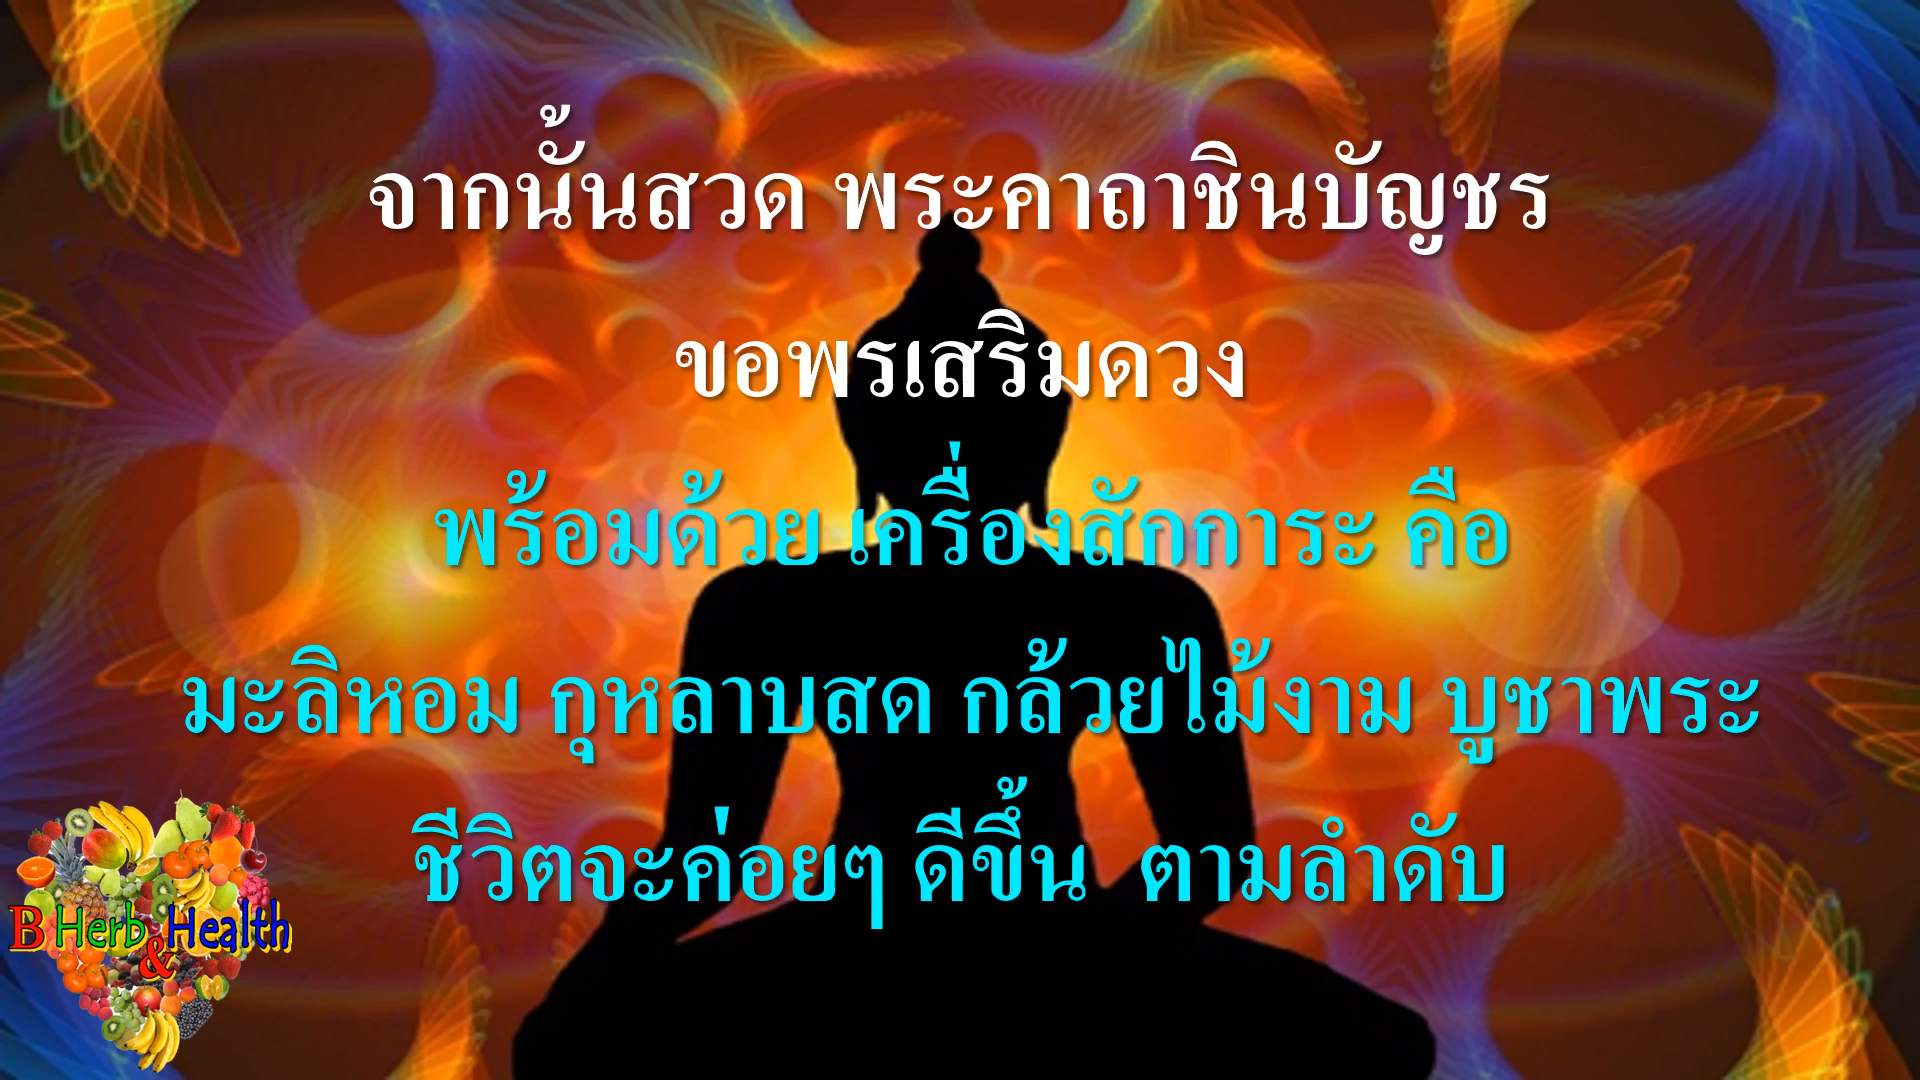 จากนั้นสวด พระคาถาชินบัญชร
ขอพรเสริมดวง
พร้อมด้วย เครื่องสักการะ คือ
มะลิหอม กุหลาบสด กล้วยไม้งาม บูชาพระ
ชีวิตจะค่อยๆ ดีขึ้น ตามลำดับ
B Herb & Health